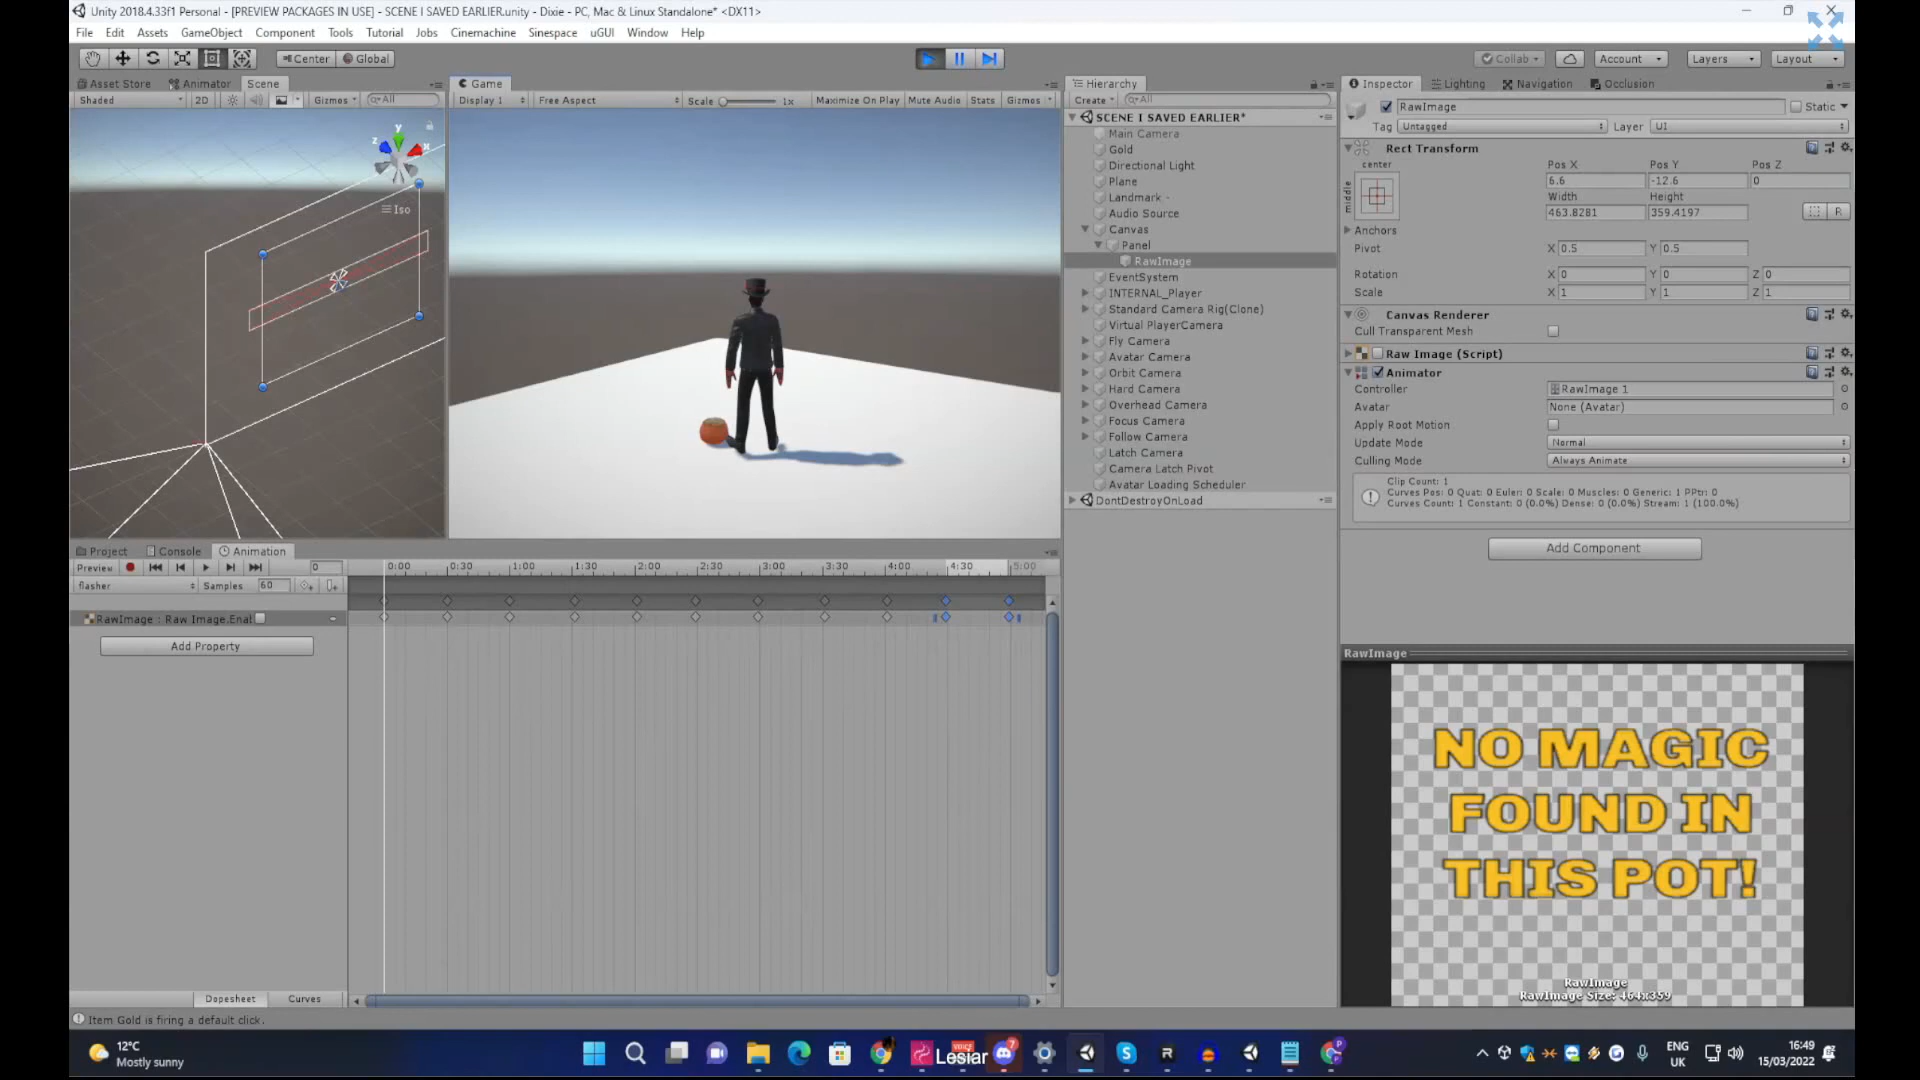 Unity 2018.4.33f1 Personal - [PREVIEW PACKAGES IN USE] - SCENE I SAVED EARLIER.unity - Dixie - PC, Mac & Linux Standalone* <DX11>
File Edit Assets GameObject Component Tools Tutorial Jobs Cinemachine Sinespace uGUI Window Help
Center Global Collab Account Layers Layout
Asset Store Animator Scene
Shaded 2D Gizmos All
y
z x
Iso
Game
Display 1 Free Aspect Scale 1x Maximize On Play Mute Audio Stats Gizmos
Hierarchy
Create All
SCENE I SAVED EARLIER*
Main Camera
Gold
Directional Light
Plane
Landmark -
Audio Source
Canvas
Panel
RawImage
EventSystem
INTERNAL_Player
Standard Camera Rig(Clone)
Virtual PlayerCamera
Fly Camera
Avatar Camera
Orbit Camera
Hard Camera
Overhead Camera
Focus Camera
Follow Camera
Latch Camera
Camera Latch Pivot
Avatar Loading Scheduler
DontDestroyOnLoad
Inspector Lighting Navigation Occlusion
RawImage Static
Tag Untagged Layer UI
Rect Transform
center Pos X Pos Y Pos Z
middle 6.6 -12.6 0
Width Height
463.8281 359.4197 R
Anchors
Pivot X 0.5 Y 0.5
Rotation X 0 Y 0 Z 0
Scale X 1 Y 1 Z 1
Canvas Renderer
Cull Transparent Mesh
Raw Image (Script)
Animator
Controller RawImage 1
Avatar None (Avatar)
Apply Root Motion
Update Mode Normal
Culling Mode Always Animate
Clip Count: 1
Curves Pos: 0 Quat: 0 Euler: 0 Scale: 0 Muscles: 0 Generic: 1 PPtr: 0
Curves Count: 1 Constant: 0 (0.0%) Dense: 0 (0.0%) Stream: 1 (100.0%)
Add Component
Project Console Animation
Preview 0 0:00 0:30 1:00 1:30 2:00 2:30 3:00 3:30 4:00 4:30 5:00
flasher Samples 60
RawImage : Raw Image.Enal
Add Property
Dopesheet Curves
RawImage
NO MAGIC
FOUND IN
THIS POT!
RawImage
RawImage Size: 464x359
Item Gold is firing a default click.
12°C
Mostly sunny
VOICE
Lesiar
7
ENG
UK
16:49
15/03/2022